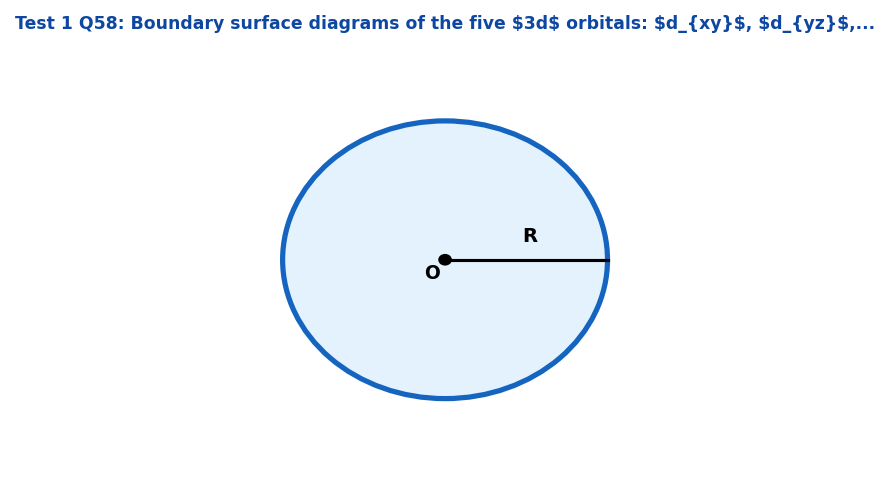 Test 1 Q58: Boundary surface diagrams of the five $3d$ orbitals: $d_{xy}$, $d_{yz}$,...
R
O